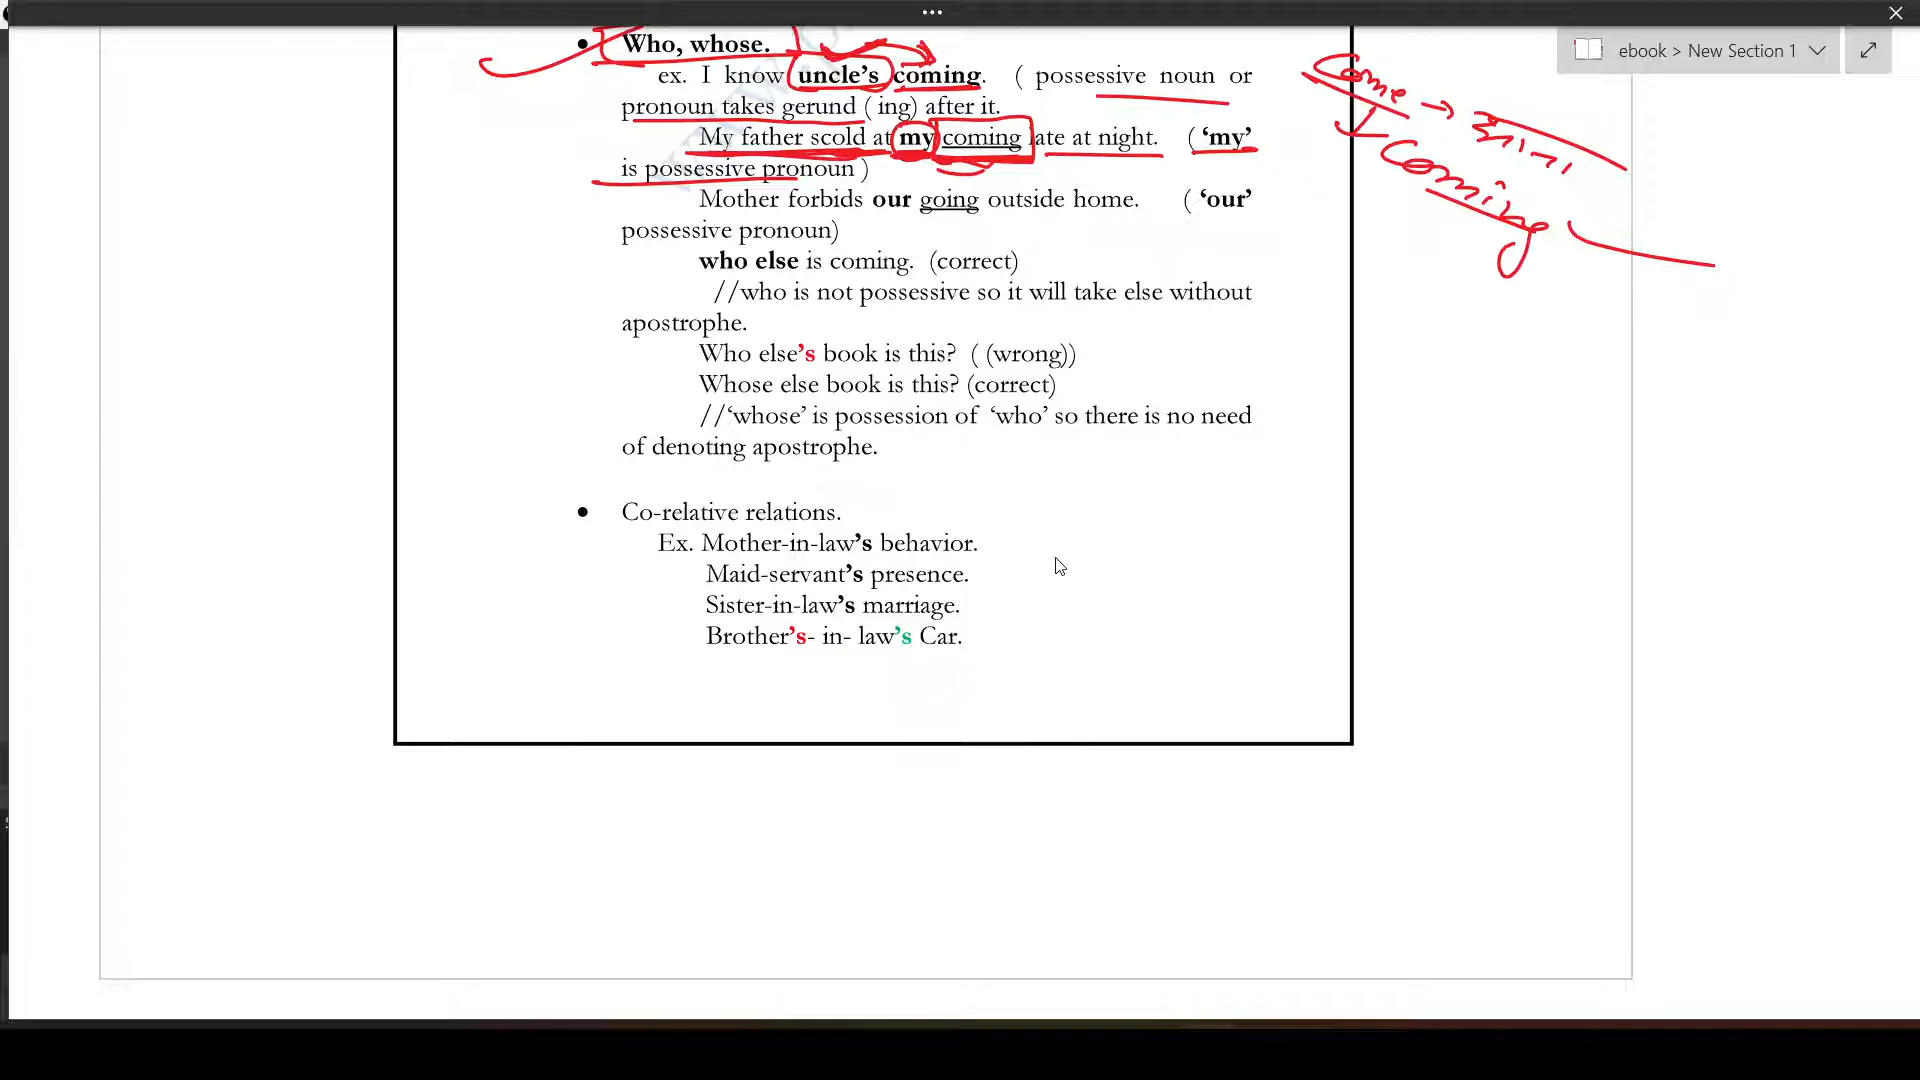 ebook > New Section 1
• Who, whose.
ex. I know uncle’s coming. ( possessive noun or
pronoun takes gerund ( ing) after it.
My father scold at my coming late at night. ( ‘my’
is possessive pronoun )
Mother forbids our going outside home. ( ‘our’
possessive pronoun)
who else is coming. (correct)
//who is not possessive so it will take else without
apostrophe.
Who else’s book is this? ( (wrong))
Whose else book is this? (correct)
//‘whose’ is possession of ‘who’ so there is no need
of denoting apostrophe.
• Co-relative relations.
Ex. Mother-in-law’s behavior.
Maid-servant’s presence.
Sister-in-law’s marriage.
Brother’s- in- law’s Car.
Come →
Coming